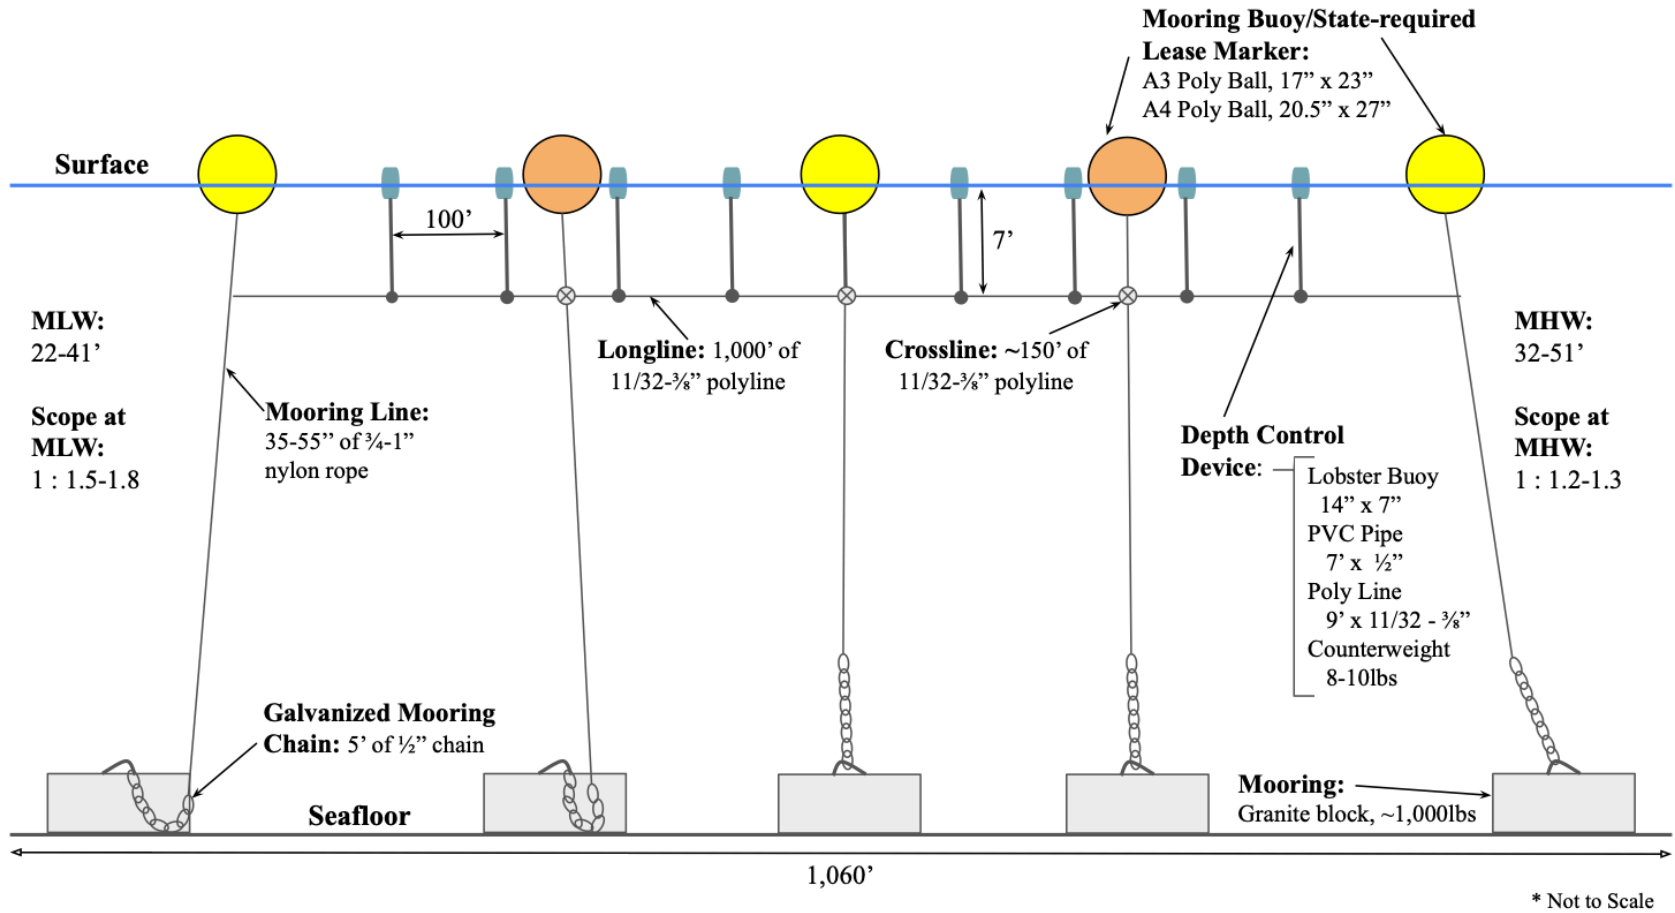 Mooring Buoy/State-required
Lease Marker:
A3 Poly Ball, 17” x 23”
A4 Poly Ball, 20.5” x 27”
Surface
100’
7’
MLW:
22-41’
Scope at
MLW:
1 : 1.5-1.8
Mooring Line:
35-55” of ¾-1”
nylon rope
Longline: 1,000’ of
11/32-⅜” polyline
Crossline: ~150’ of
11/32-⅜” polyline
MHW:
32-51’
Scope at
MHW:
1 : 1.2-1.3
Depth Control
Device:
Lobster Buoy
14” x 7”
PVC Pipe
7’ x ½”
Poly Line
9’ x 11/32 - ⅜”
Counterweight
8-10lbs
Galvanized Mooring
Chain: 5’ of ½” chain
Mooring:
Granite block, ~1,000lbs
Seafloor
1,060’
* Not to Scale